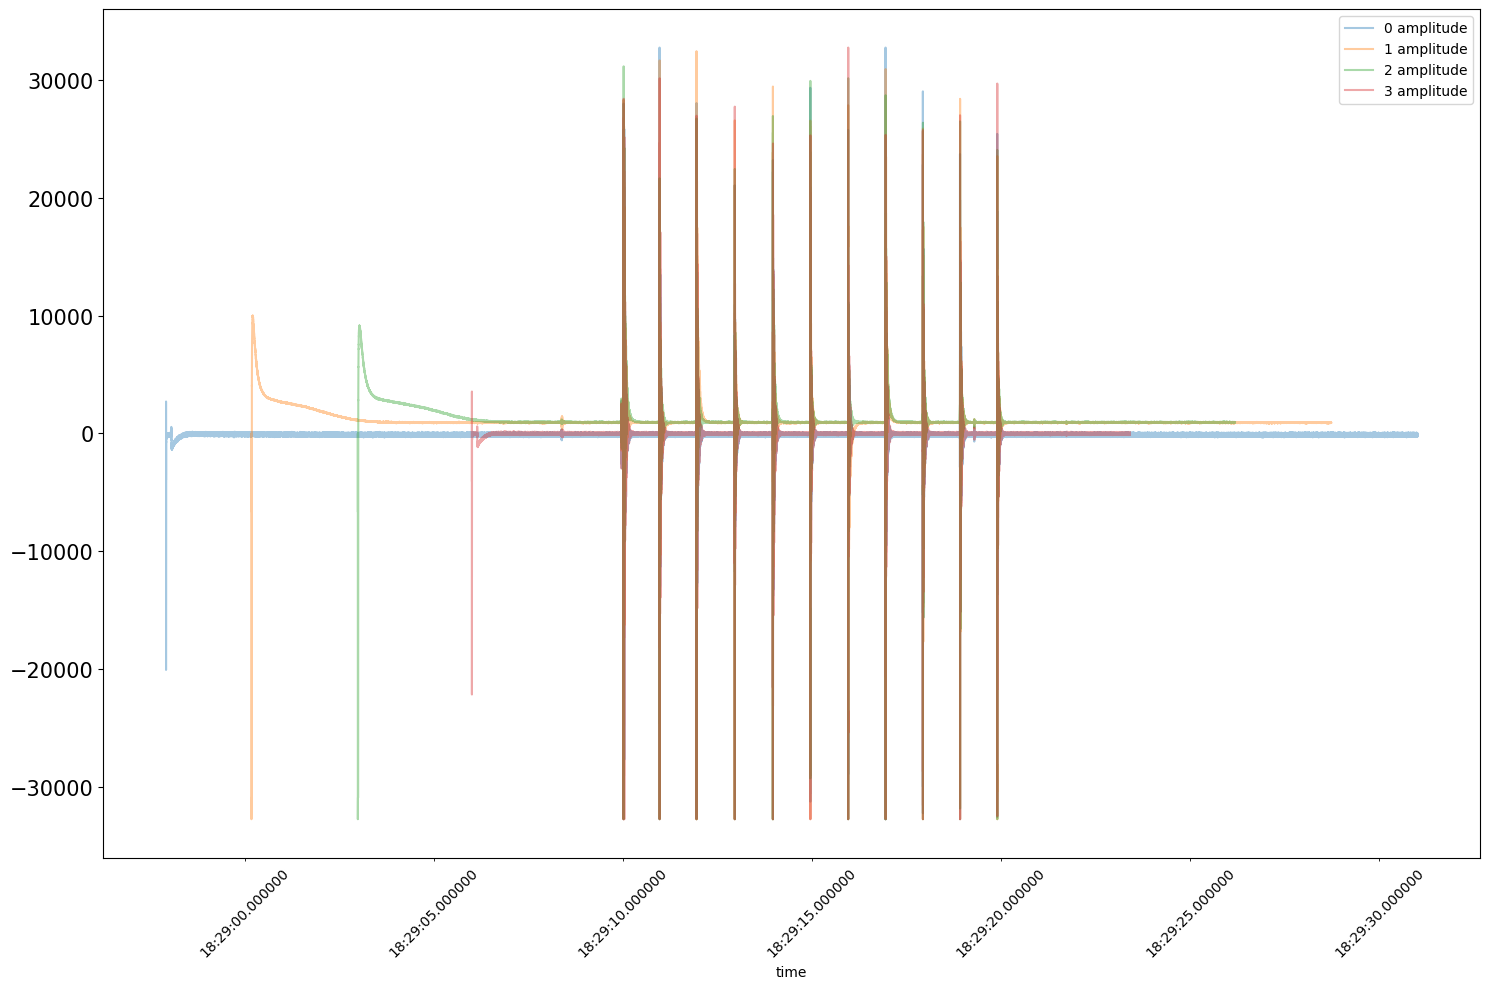 0 amplitude
1 amplitude
2 amplitude
3 amplitude
30000
20000
10000
0
−10000
−20000
−30000
18:29:00.000000
18:29:05.000000
18:29:10.000000
18:29:15.000000
18:29:20.000000
18:29:25.000000
18:29:30.000000
time